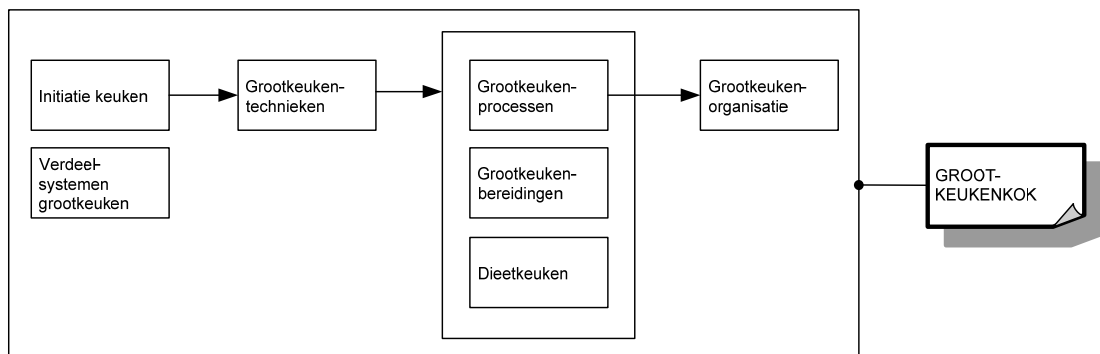 Initiatie keuken
Verdeel-
systemen
grootkeuken
Grootkeuken-
technieken
Grootkeuken-
processen
Grootkeuken-
bereidingen
Dieetkeuken
Grootkeuken-
organisatie
GROOT-
KEUKENKOK